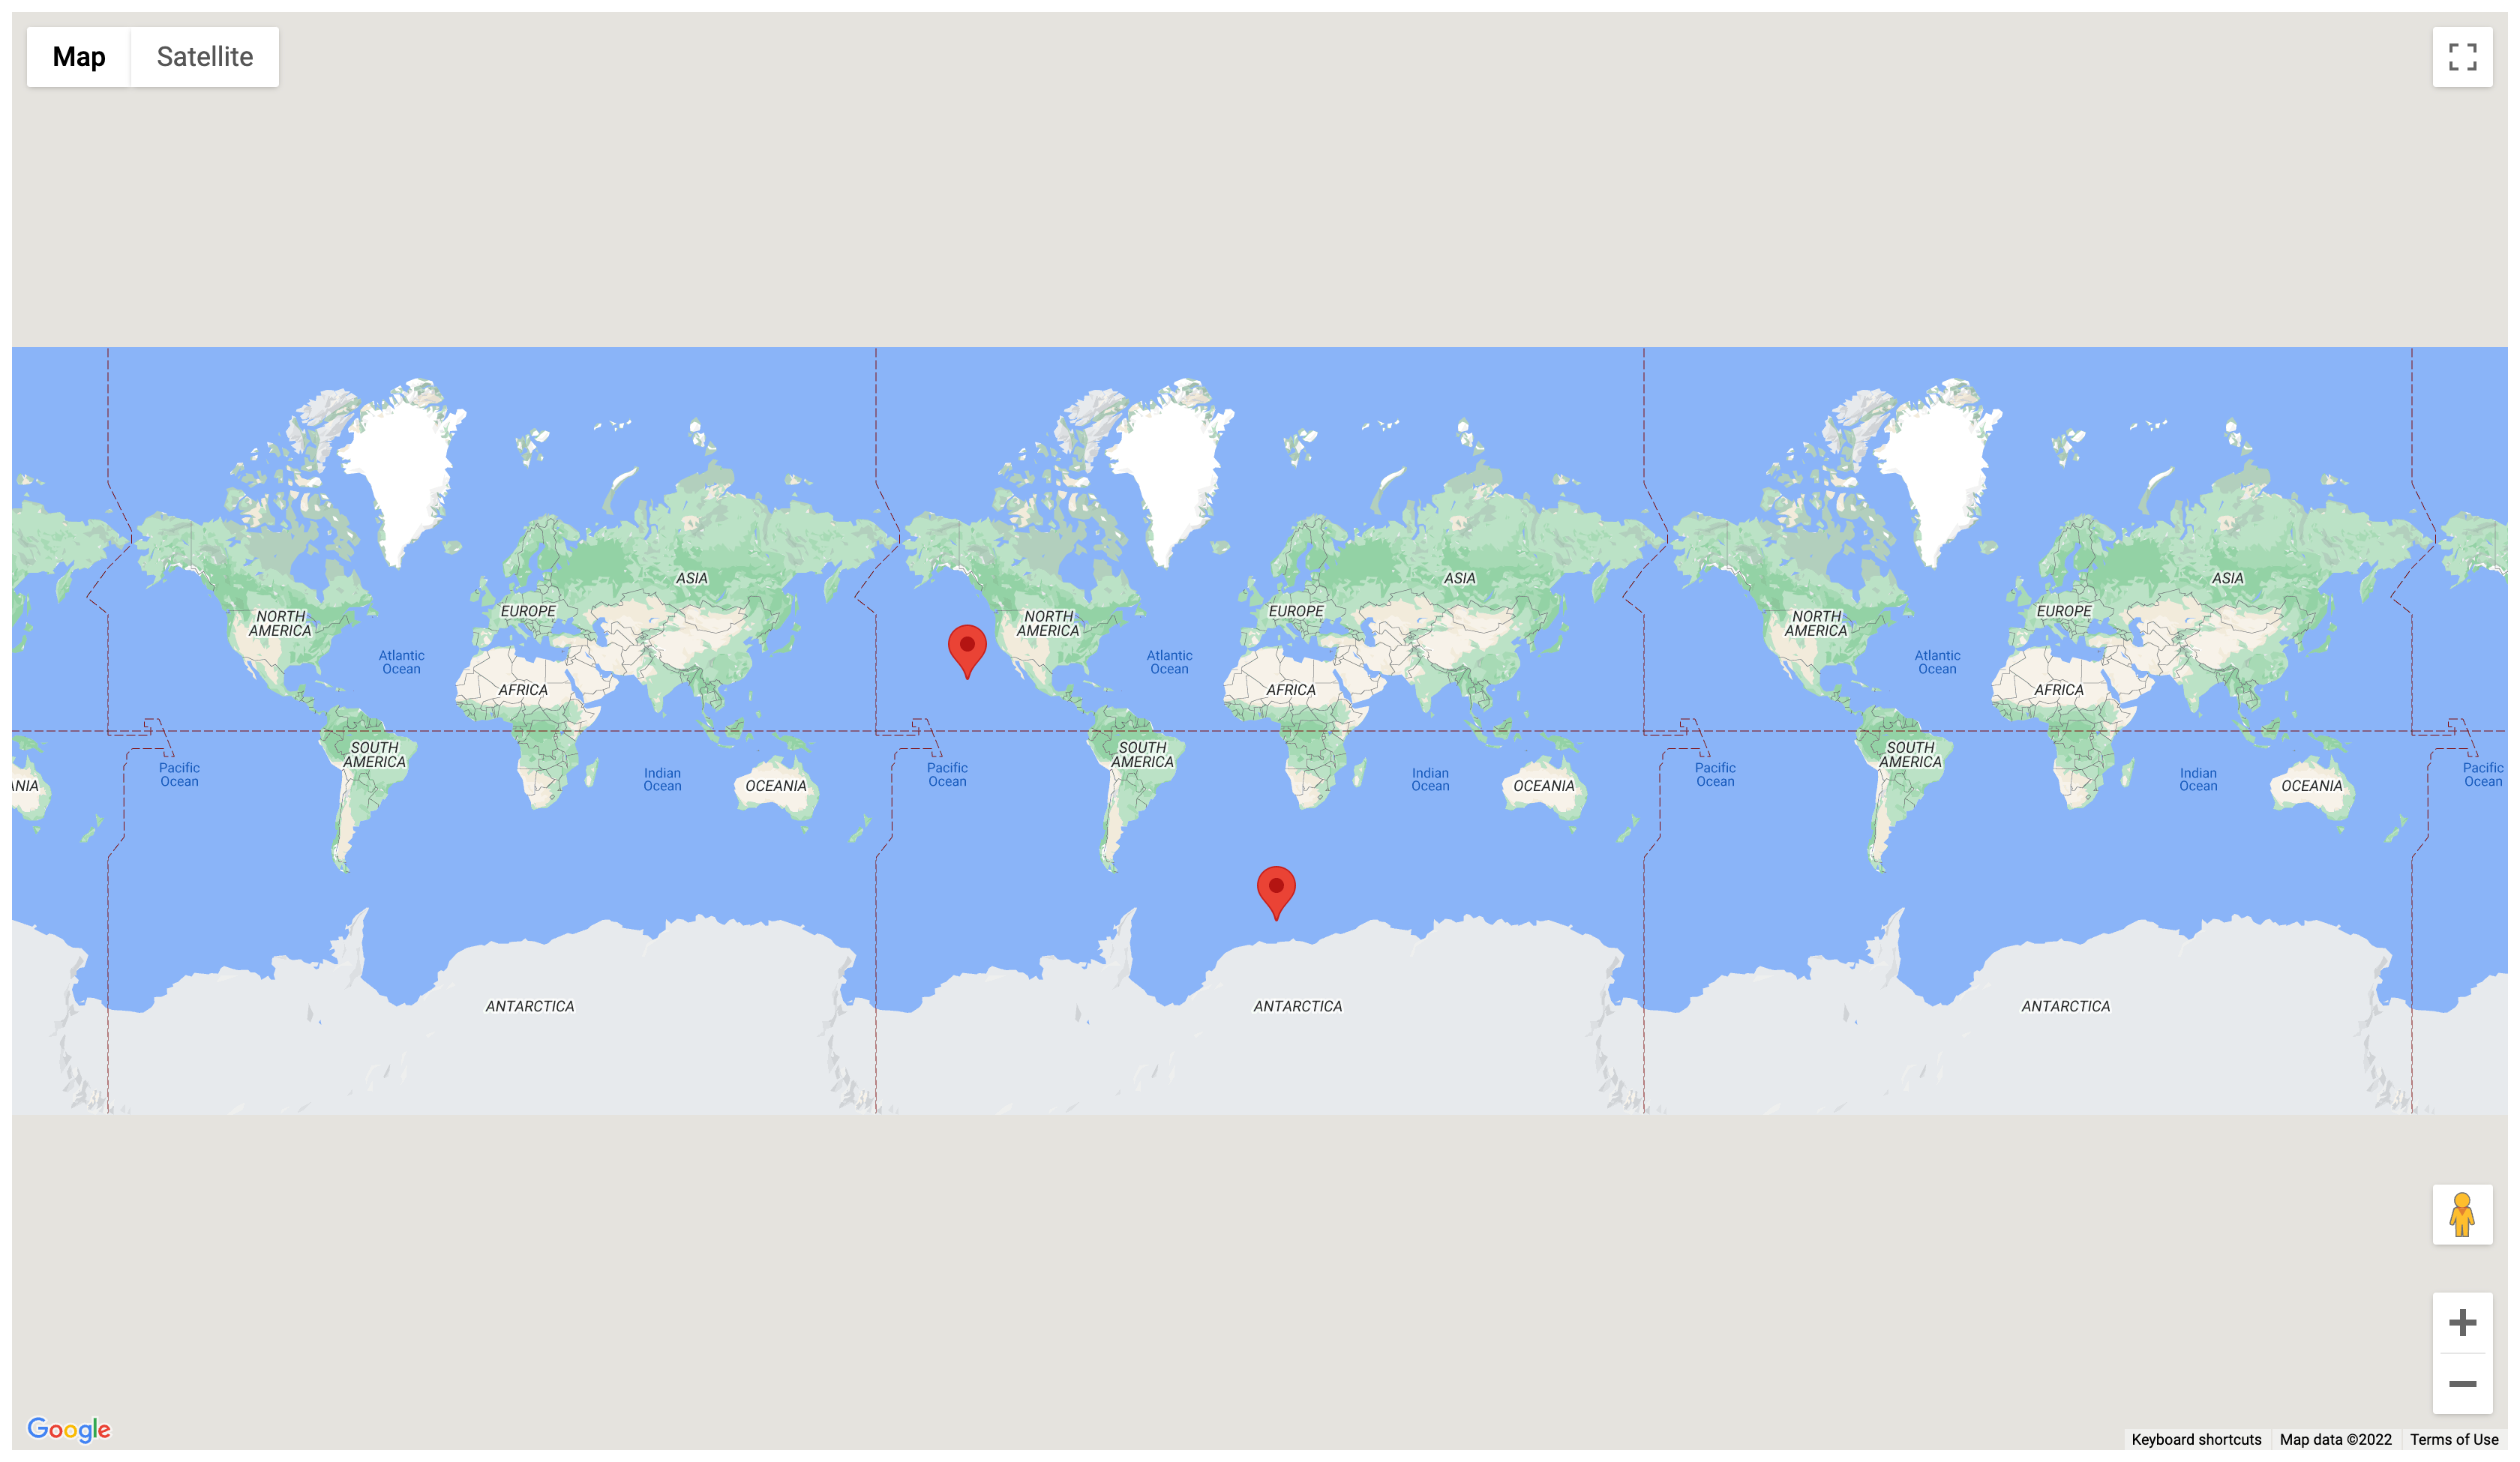 Map Satellite
ASIA ASIA ASIA
EUROPE EUROPE EUROPE
NORTH NORTH NORTH
AMERICA AMERICA AMERICA
Atlantic Atlantic Atlantic
Ocean Ocean Ocean
AFRICA AFRICA AFRICA
SOUTH SOUTH SOUTH
AMERICA AMERICA AMERICA
Pacific Indian Pacific Indian Pacific Indian Pacific
Ocean Ocean Ocean Ocean Ocean Ocean Ocean
ANIA OCEANIA OCEANIA OCEANIA
ANTARCTICA ANTARCTICA ANTARCTICA
Google
Keyboard shortcuts Map data ©2022 Terms of Use